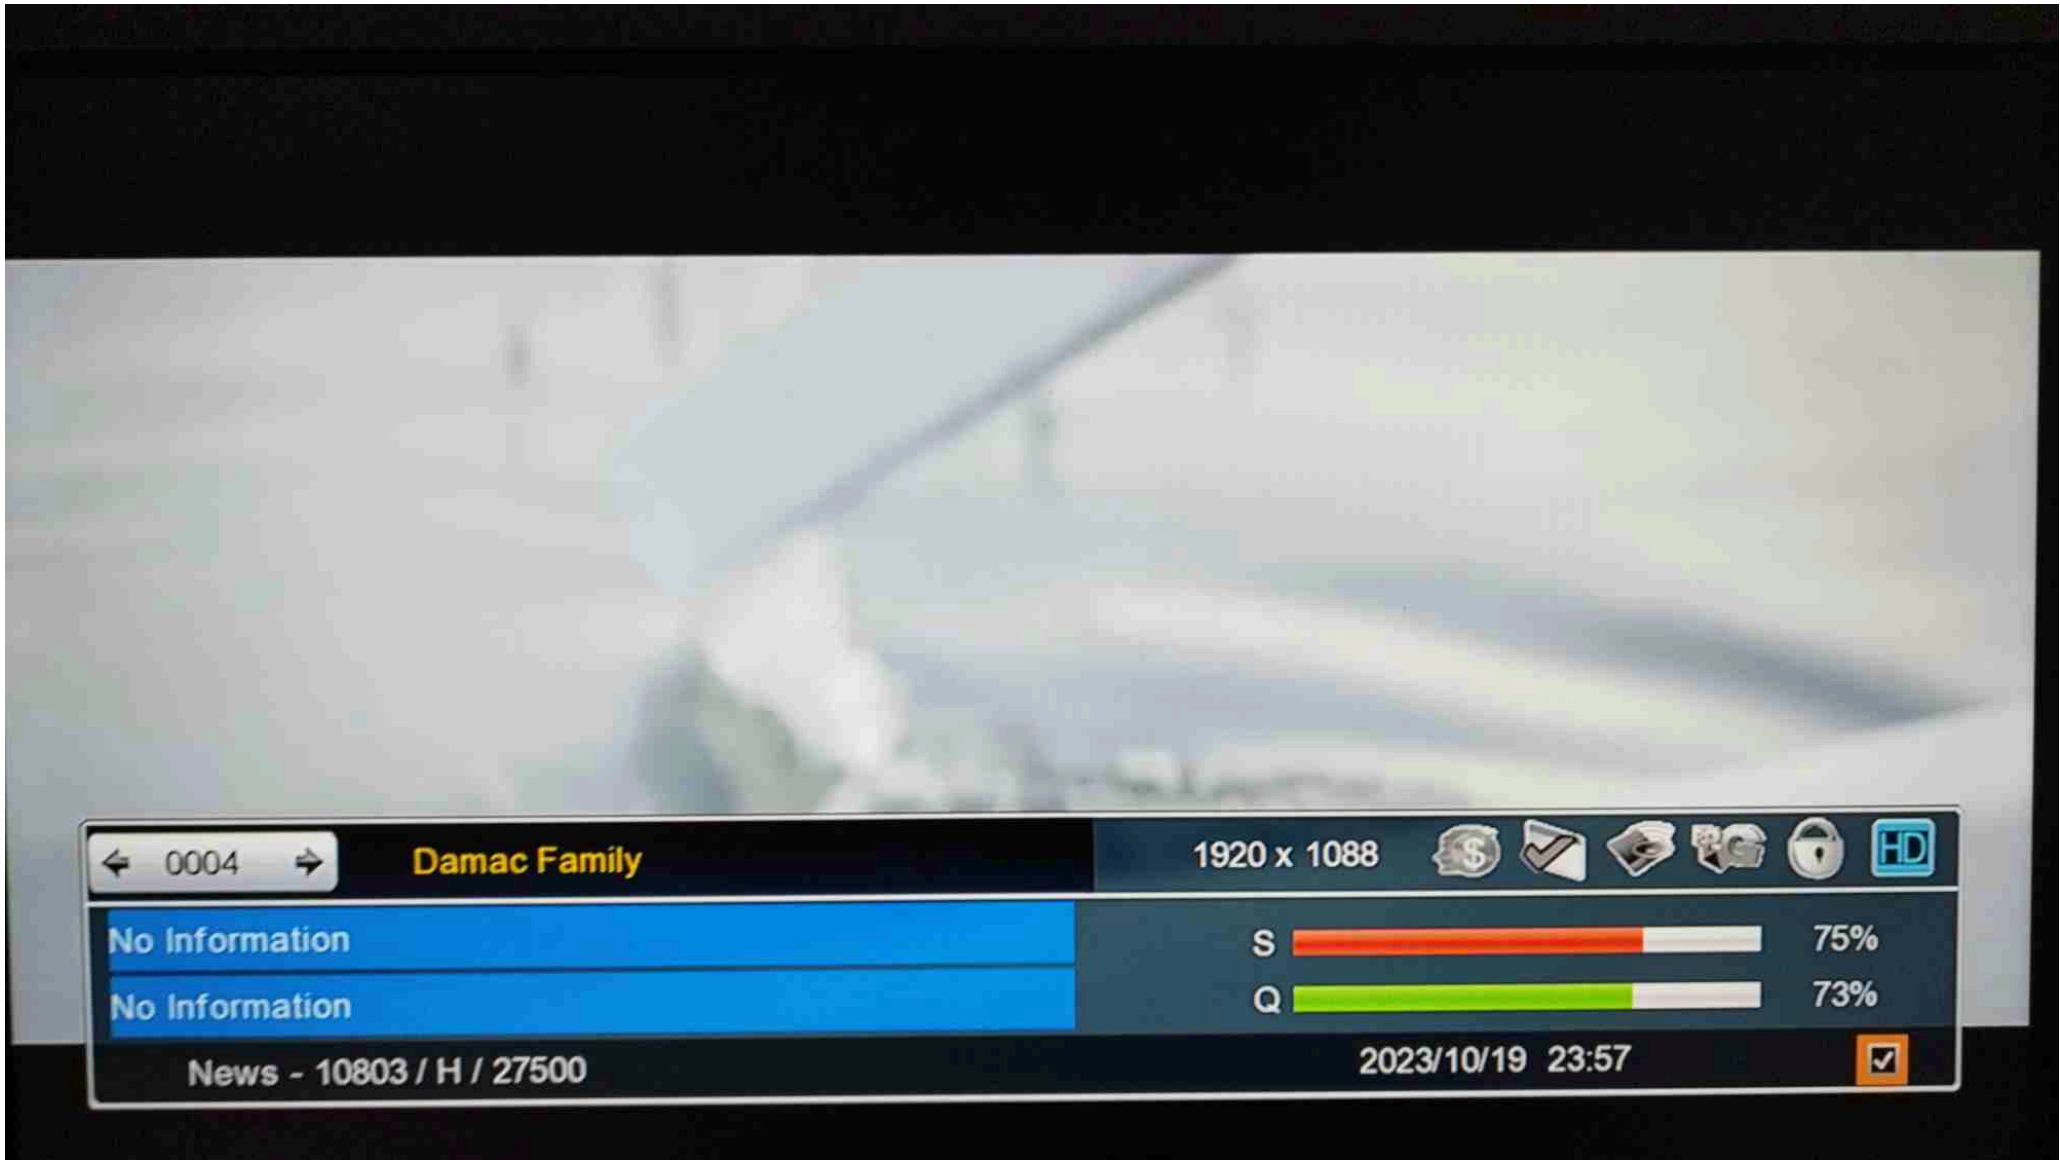 0004 Damac Family 1920 x 1088 HD
No Information S 75%
No Information Q 73%
News - 10803 / H / 27500 2023/10/19 23:57